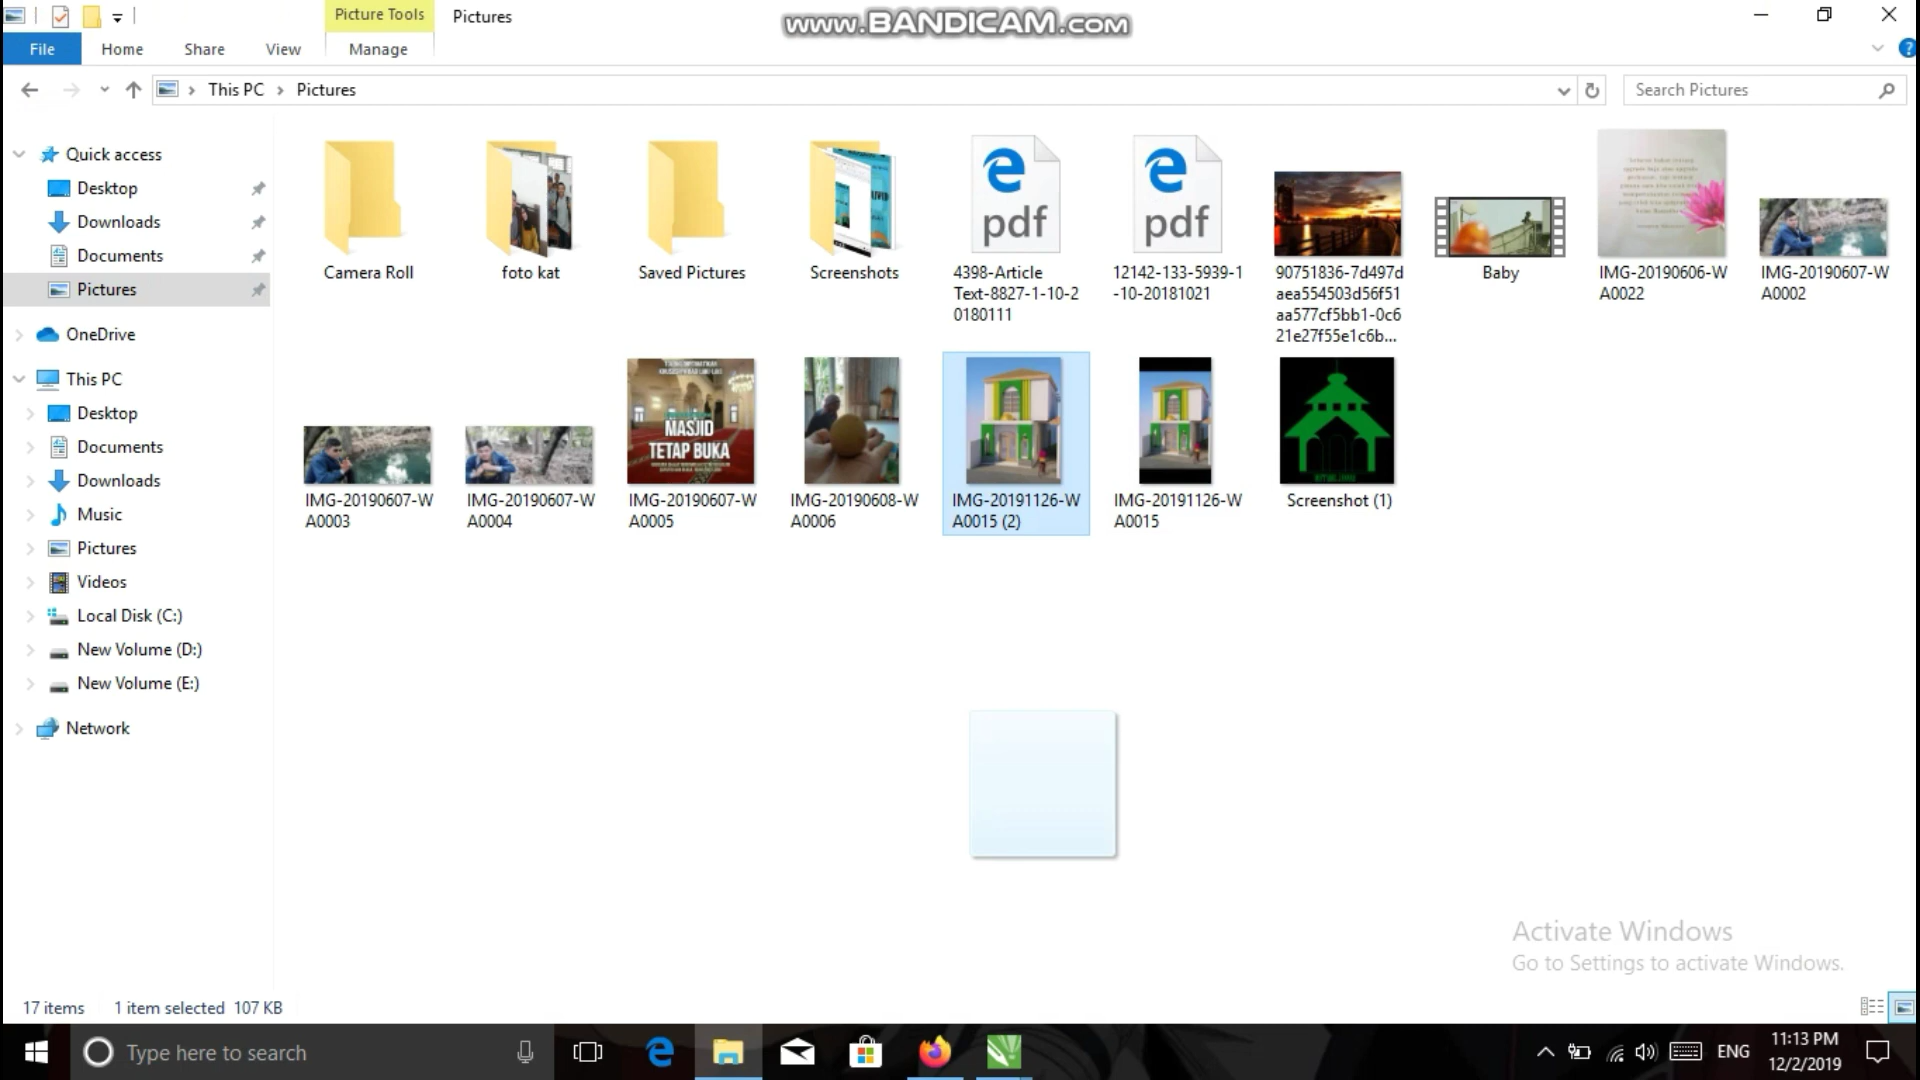 Picture Tools
Pictures
www.BANDICAM.com
File
Home
Share
View
Manage
This PC
Pictures
Search Pictures
Quick access
Desktop
Downloads
Documents
Pictures
OneDrive
This PC
Desktop
Documents
Downloads
Music
Pictures
Videos
Local Disk (C:)
New Volume (D:)
New Volume (E:)
Network
Camera Roll
foto kat
Saved Pictures
Screenshots
pdf
4398-Article
Text-8827-1-10-2
0180111
pdf
12142-133-5939-1
-10-20181021
90751836-7d497d
aea554503d56f51
aa577cf5bb1-0c6
21e27f55e1c6b...
Baby
IMG-20190606-W
A0022
IMG-20190607-W
A0002
IMG-20190607-W
A0003
IMG-20190607-W
A0004
MASJID
TETAP BUKA
IMG-20190607-W
A0005
IMG-20190608-W
A0006
IMG-20191126-W
A0015 (2)
IMG-20191126-W
A0015
Screenshot (1)
Activate Windows
Go to Settings to activate Windows.
17 items
1 item selected 107 KB
Type here to search
ENG
11:13 PM
12/2/2019